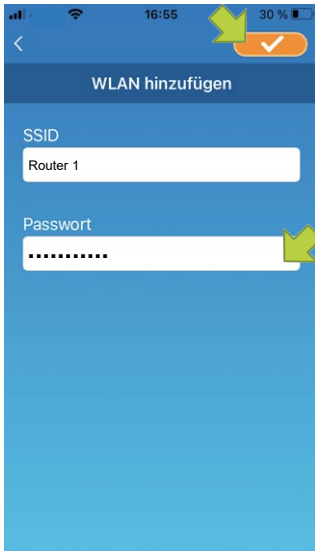 16:55
30 %
WLAN hinzufügen
SSID
Router 1
Passwort
•••••••••••